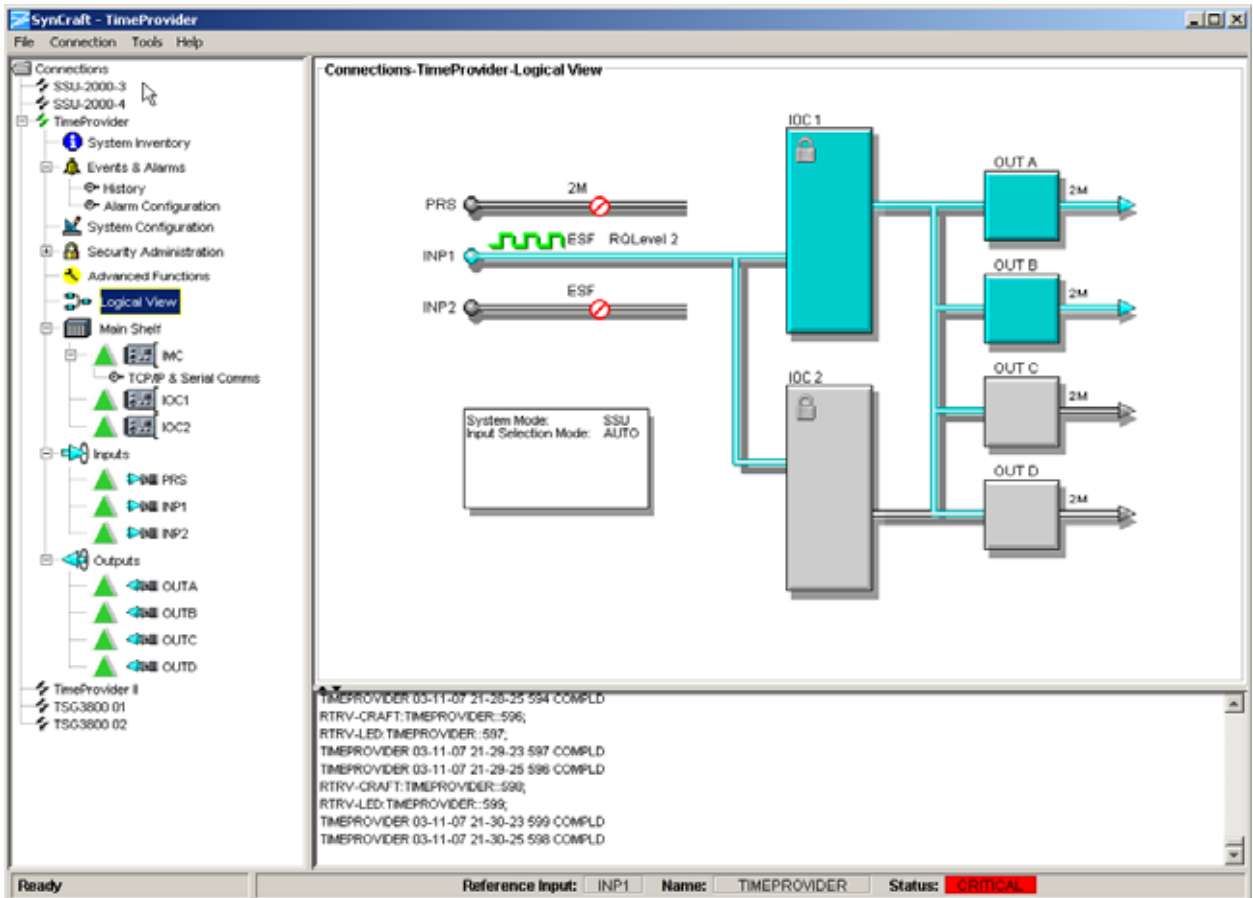 SynCraft - TimeProvider
File Connection Tools Help
Connections
SSU-2000-3
SSU-2000-4
TimeProvider
System Inventory
Events & Alarms
History
Alarm Configuration
System Configuration
Security Administration
Advanced Functions
Logical View
Main Shelf
IMC
TCP/IP & Serial Comms
IOC1
IOC2
Inputs
PRS
INP1
INP2
Outputs
OUTA
OUTB
OUTC
OUTD
TimeProvider II
TSG3800 01
TSG3800 02
Connections-TimeProvider-Logical View
IOC 1
OUT A
2M
2M
PRS
ESF RQLevel 2
INP1
OUT B
ESF
2M
INP2
OUT C
IOC 2
2M
System Mode: SSU
Input Selection Mode: AUTO
OUT D
2M
TIMEPROVIDER 03-11-07 21-28-25 594 COMPLD
RTRV-CRAFT:TIMEPROVIDER::596;
RTRV-LED:TIMEPROVIDER::597;
TIMEPROVIDER 03-11-07 21-29-23 597 COMPLD
TIMEPROVIDER 03-11-07 21-29-25 596 COMPLD
RTRV-CRAFT:TIMEPROVIDER::598;
RTRV-LED:TIMEPROVIDER::599;
TIMEPROVIDER 03-11-07 21-30-23 599 COMPLD
TIMEPROVIDER 03-11-07 21-30-25 598 COMPLD
Ready
Reference Input: INP1 Name: TIMEPROVIDER Status: CRITICAL